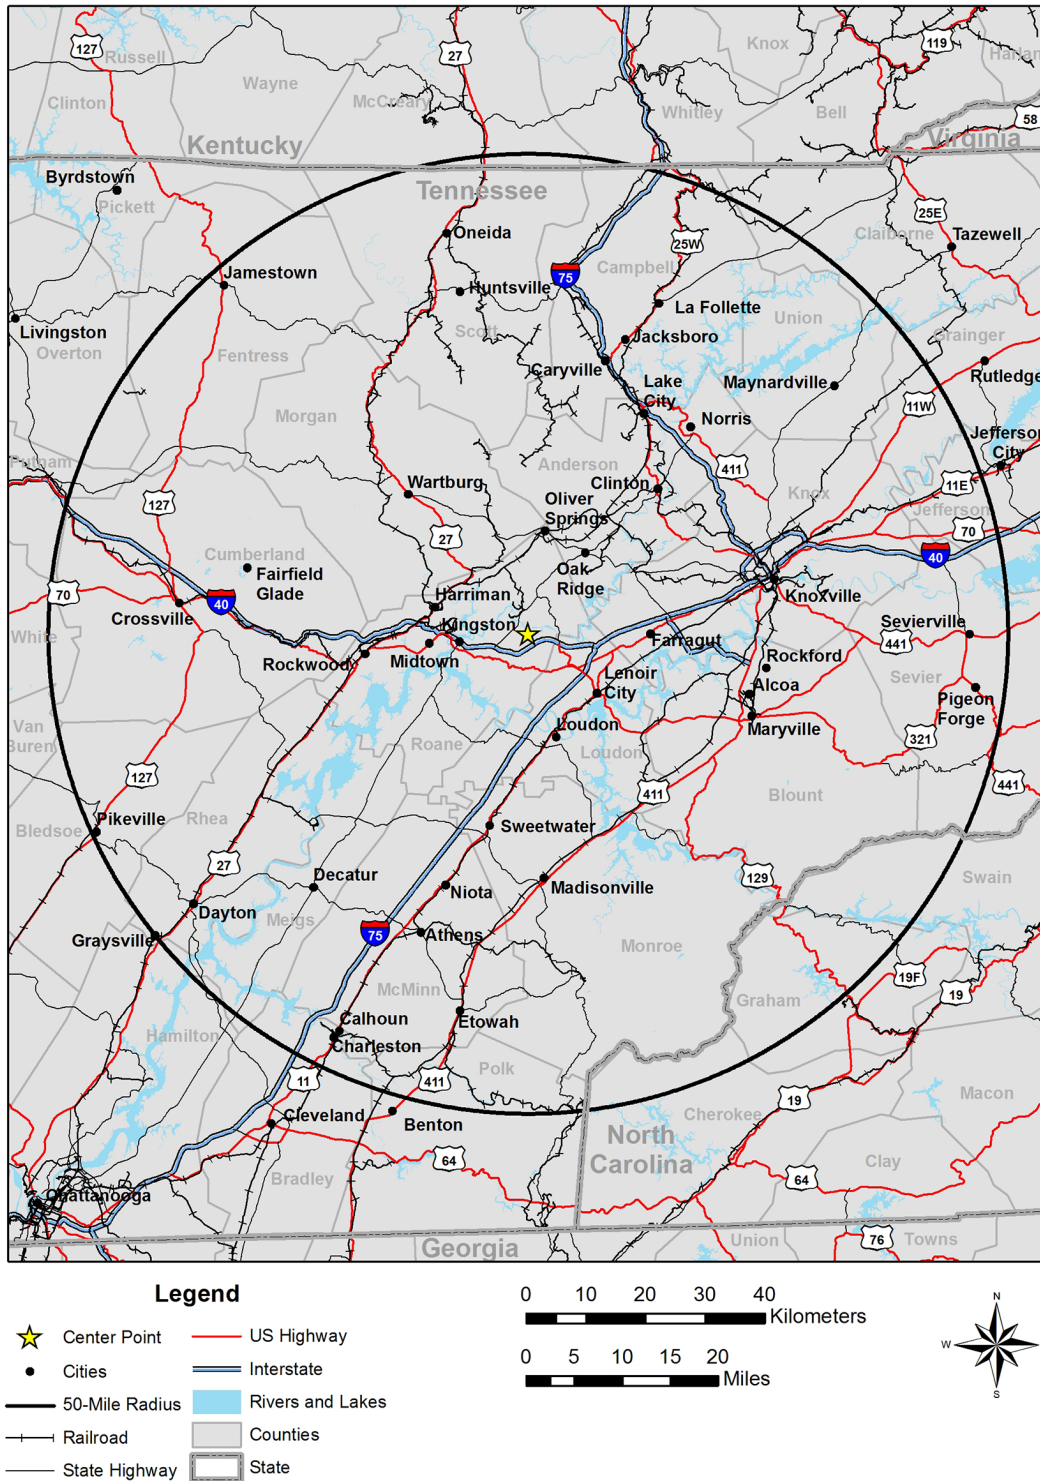 127
Russell
27
Knox
119
Harlan
Wayne
Clinton
McCreary
Whitley
Bell
58
Kentucky
Virginia
Byrdstown
Pickett
Tennessee
25E
Claiborne
Tazewell
Oneida
25W
Jamestown
Campbell
75
Huntsville
La Follette
Union
Livingston
Overton
Scott
Jacksboro
Grainger
Fentress
Caryville
Lake
City
Maynardville
Rutledge
Morgan
Norris
11W
Jefferson
City
Putnam
Anderson
411
Wartburg
Clinton
11E
127
Oliver
Springs
Knox
Jefferson
27
70
Cumberland
40
Fairfield
Glade
Oak
Ridge
70
Harriman
Knoxville
40
Crossville
Kingston
Sevierville
White
Farragut
441
Rockwood
Midtown
Rockford
Lenoir
City
Alcoa
Sevier
Pigeon
Forge
Van
Buren
Roane
Loudon
Loudon
Maryville
321
127
411
441
Blount
Pikeville
Bledsoe
Rhea
Sweetwater
27
Decatur
Niota
Madisonville
129
Swain
Dayton
Meigs
75
Athens
Graysville
Monroe
19F
19
McMinn
Graham
Hamilton
Calhoun
Etowah
Charleston
Polk
11
411
19
Macon
Cleveland
Benton
Cherokee
North
Carolina
64
Clay
Bradley
64
Chattanooga
Georgia
Union
76
Towns
Legend
Center Point
Cities
50-Mile Radius
Railroad
State Highway
US Highway
Interstate
Rivers and Lakes
Counties
State
0 10 20 30 40
Kilometers
0 5 10 15 20
Miles
N
W
E
S